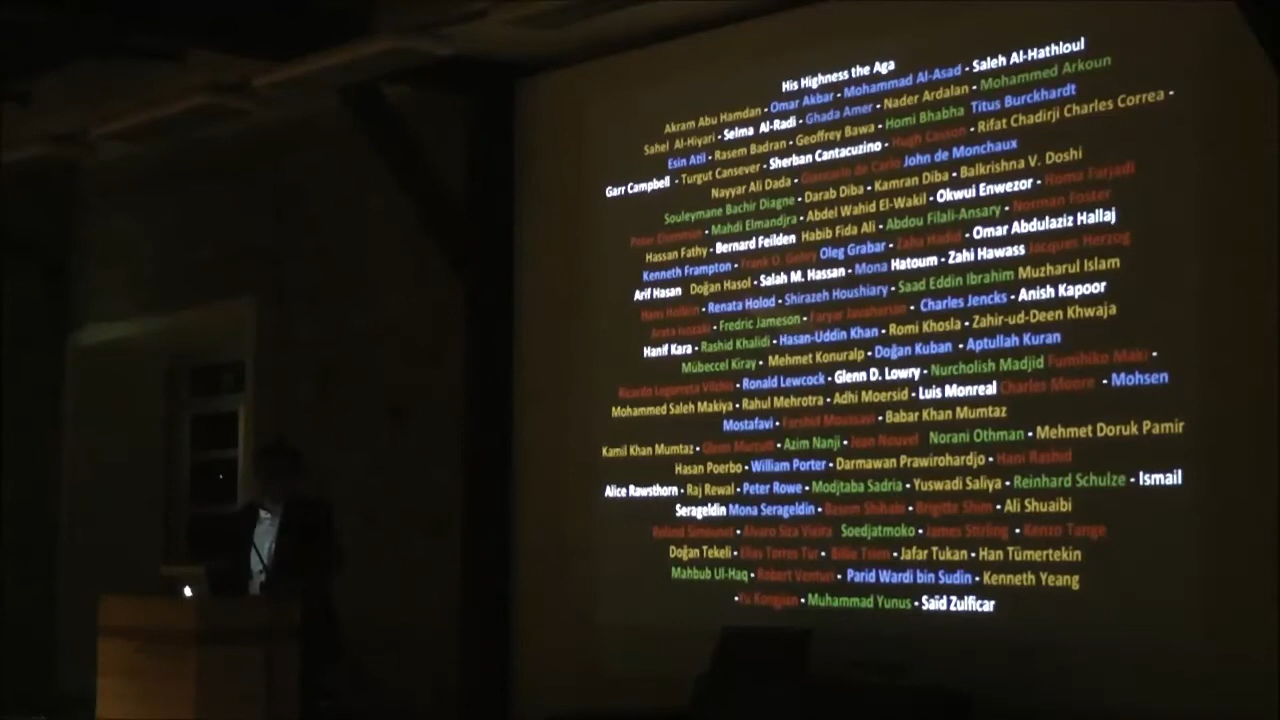 His Highness the Aga
Akram Abu Hamdan - Omar Akbar - Mohammad Al-Asad - Saleh Al-Hathloul
Sahel Al-Hiyari - Selma Al-Radi - Ghada Amer - Nader Ardalan - Mohammed Arkoun
Esin Atil - Rasem Badran - Geoffrey Bawa - Homi Bhabha Titus Burckhardt
Garr Campbell - Turgut Cansever - Sherban Cantacuzino - Hugh Casson - Rifat Chadirji Charles Correa -
Nayyar Ali Dada - Giancarlo de Carlo John de Monchaux
Souleymane Bachir Diagne - Darab Diba - Kamran Diba - Balkrishna V. Doshi
Peter Eisenman - Mahdi Elmandjra - Abdel Wahid El-Wakil - Okwui Enwezor - Homa Farjadi
Hassan Fathy - Bernard Feilden Habib Fida Ali - Abdou Filali-Ansary - Norman Foster
Kenneth Frampton - Frank O. Gehry Oleg Grabar - Zaha Hadid - Omar Abdulaziz Hallaj
Arif Hasan Doğan Hasol - Salah M. Hassan - Mona Hatoum - Zahi Hawass Jacques Herzog
Hans Hollein - Renata Holod - Shirazeh Houshiary - Saad Eddin Ibrahim Muzharul Islam
Arata Isozaki - Fredric Jameson - Faryar Javaherian - Charles Jencks - Anish Kapoor
Hanif Kara - Rashid Khalidi - Hasan-Uddin Khan - Romi Khosla - Zahir-ud-Deen Khwaja
Mübeccel Kiray - Mehmet Konuralp - Doğan Kuban - Aptullah Kuran
Ricardo Legorreta Vilchis - Ronald Lewcock - Glenn D. Lowry - Nurcholish Madjid Fumihiko Maki -
Mohammed Saleh Makiya - Rahul Mehrotra - Adhi Moersid - Luis Monreal Charles Moore - Mohsen
Mostafavi - Farshid Moussavi - Babar Khan Mumtaz
Kamil Khan Mumtaz - Glenn Murcutt - Azim Nanji - Jean Nouvel Norani Othman - Mehmet Doruk Pamir
Hasan Poerbo - William Porter - Darmawan Prawirohardjo - Hani Rashid
Alice Rawsthorn - Raj Rewal - Peter Rowe - Modjtaba Sadria - Yuswadi Saliya - Reinhard Schulze - Ismail
Serageldin Mona Serageldin - Basem Shihabi - Brigitte Shim - Ali Shuaibi
Roland Simounet - Alvaro Siza Vieira Soedjatmoko - James Stirling - Kenzo Tange
Doğan Tekeli - Elias Torres Tur - Billie Tsien - Jafar Tukan - Han Tümertekin
Mahbub Ul-Haq - Robert Venturi - Parid Wardi bin Sudin - Kenneth Yeang
- Yu Kongjian - Muhammad Yunus - Saïd Zulficar